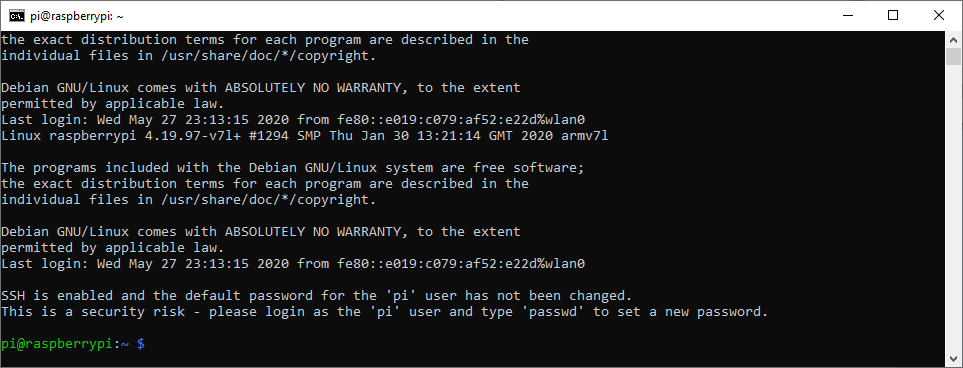 pi@raspberrypi: ~
the exact distribution terms for each program are described in the
individual files in /usr/share/doc/*/copyright.
Debian GNU/Linux comes with ABSOLUTELY NO WARRANTY, to the extent
permitted by applicable law.
Last login: Wed May 27 23:13:15 2020 from fe80::e019:c079:af52:e22d%wlan0
Linux raspberrypi 4.19.97-v7l+ #1294 SMP Thu Jan 30 13:21:14 GMT 2020 armv7l
The programs included with the Debian GNU/Linux system are free software;
the exact distribution terms for each program are described in the
individual files in /usr/share/doc/*/copyright.
Debian GNU/Linux comes with ABSOLUTELY NO WARRANTY, to the extent
permitted by applicable law.
Last login: Wed May 27 23:13:15 2020 from fe80::e019:c079:af52:e22d%wlan0
SSH is enabled and the default password for the 'pi' user has not been changed.
This is a security risk - please login as the 'pi' user and type 'passwd' to set a new password.
pi@raspberrypi:~ $